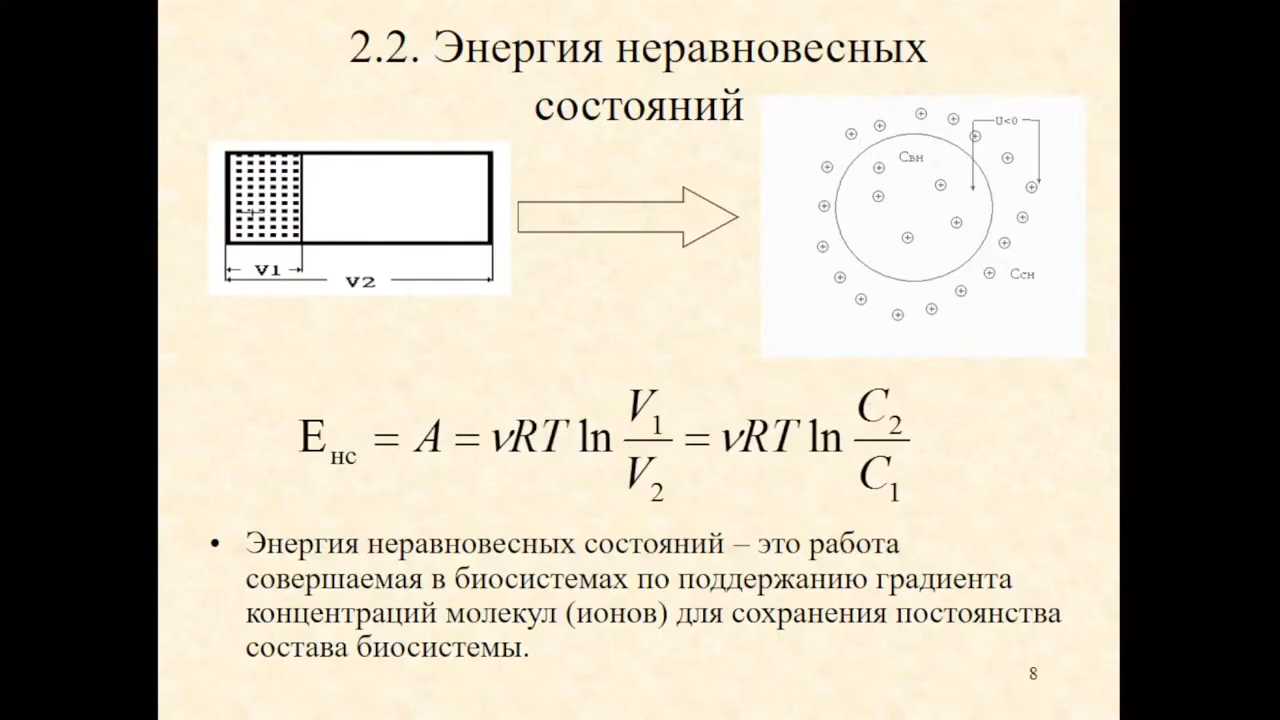 2.2. Энергия неравновесных
состояний
V1
V2
U<0
Cвн
Cсн
Eнс = A = νRT ln V1/V2 = νRT ln C2/C1
• Энергия неравновесных состояний – это работа
совершаемая в биосистемах по поддержанию градиента
концентраций молекул (ионов) для сохранения постоянства
состава биосистемы.
8